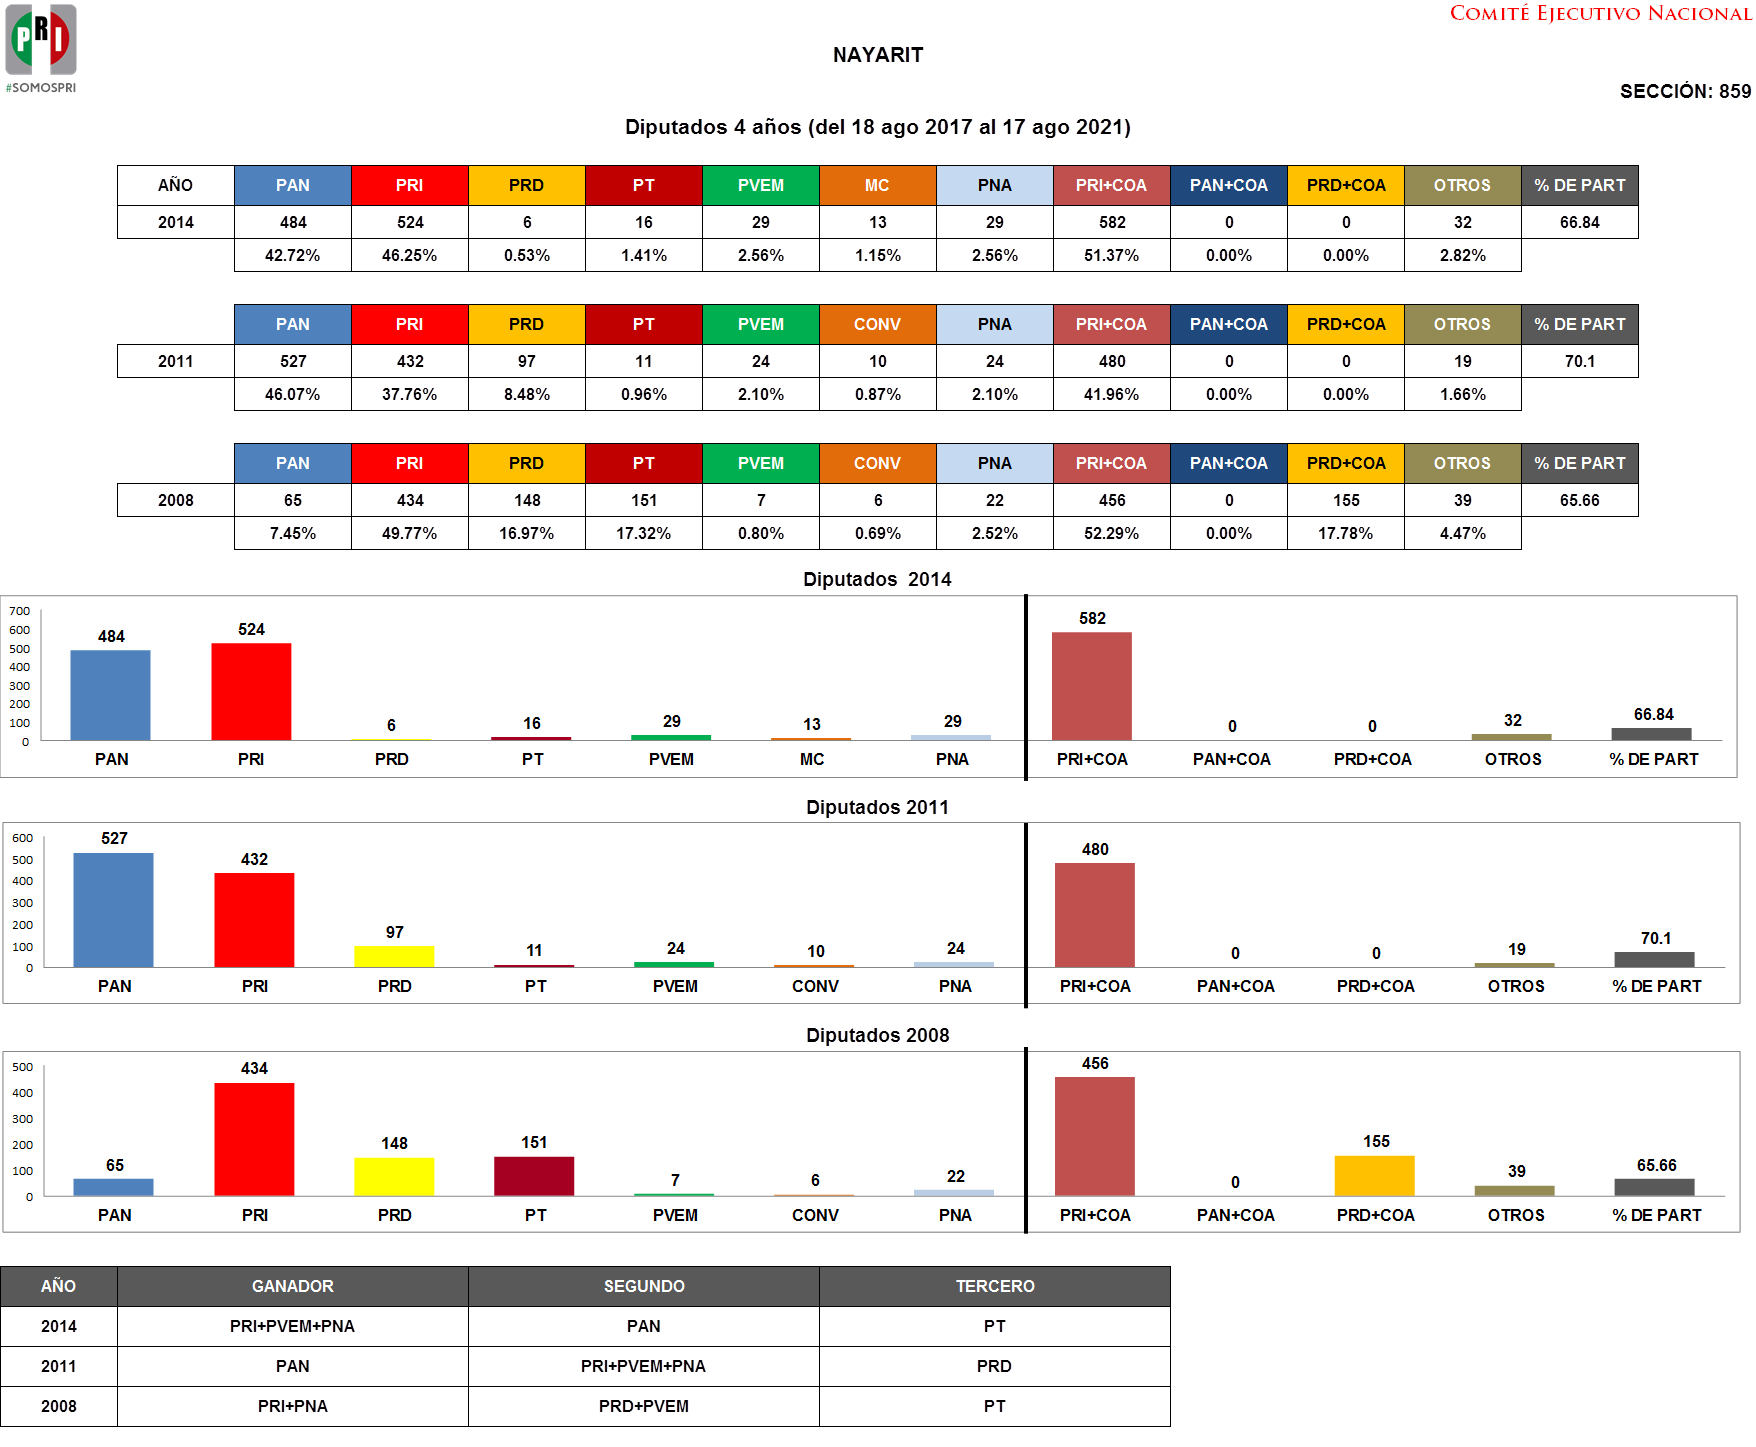 PRI
#SOMOSPRI
COMITÉ EJECUTIVO NACIONAL
NAYARIT
SECCIÓN: 859
Diputados 4 años (del 18 ago 2017 al 17 ago 2021)
AÑO PAN PRI PRD PT PVEM MC PNA PRI+COA PAN+COA PRD+COA OTROS % DE PART
2014 484 524 6 16 29 13 29 582 0 0 32 66.84
42.72% 46.25% 0.53% 1.41% 2.56% 1.15% 2.56% 51.37% 0.00% 0.00% 2.82%
PAN PRI PRD PT PVEM CONV PNA PRI+COA PAN+COA PRD+COA OTROS % DE PART
2011 527 432 97 11 24 10 24 480 0 0 19 70.1
46.07% 37.76% 8.48% 0.96% 2.10% 0.87% 2.10% 41.96% 0.00% 0.00% 1.66%
PAN PRI PRD PT PVEM CONV PNA PRI+COA PAN+COA PRD+COA OTROS % DE PART
2008 65 434 148 151 7 6 22 456 0 155 39 65.66
7.45% 49.77% 16.97% 17.32% 0.80% 0.69% 2.52% 52.29% 0.00% 17.78% 4.47%
Diputados 2014
700
600
500
400
300
200
100
0
484 524 6 16 29 13 29 582 0 0 32 66.84
PAN PRI PRD PT PVEM MC PNA PRI+COA PAN+COA PRD+COA OTROS % DE PART
Diputados 2011
600
500
400
300
200
100
0
527 432 97 11 24 10 24 480 0 0 19 70.1
PAN PRI PRD PT PVEM CONV PNA PRI+COA PAN+COA PRD+COA OTROS % DE PART
Diputados 2008
500
400
300
200
100
0
65 434 148 151 7 6 22 456 0 155 39 65.66
PAN PRI PRD PT PVEM CONV PNA PRI+COA PAN+COA PRD+COA OTROS % DE PART
AÑO GANADOR SEGUNDO TERCERO
2014 PRI+PVEM+PNA PAN PT
2011 PAN PRI+PVEM+PNA PRD
2008 PRI+PNA PRD+PVEM PT